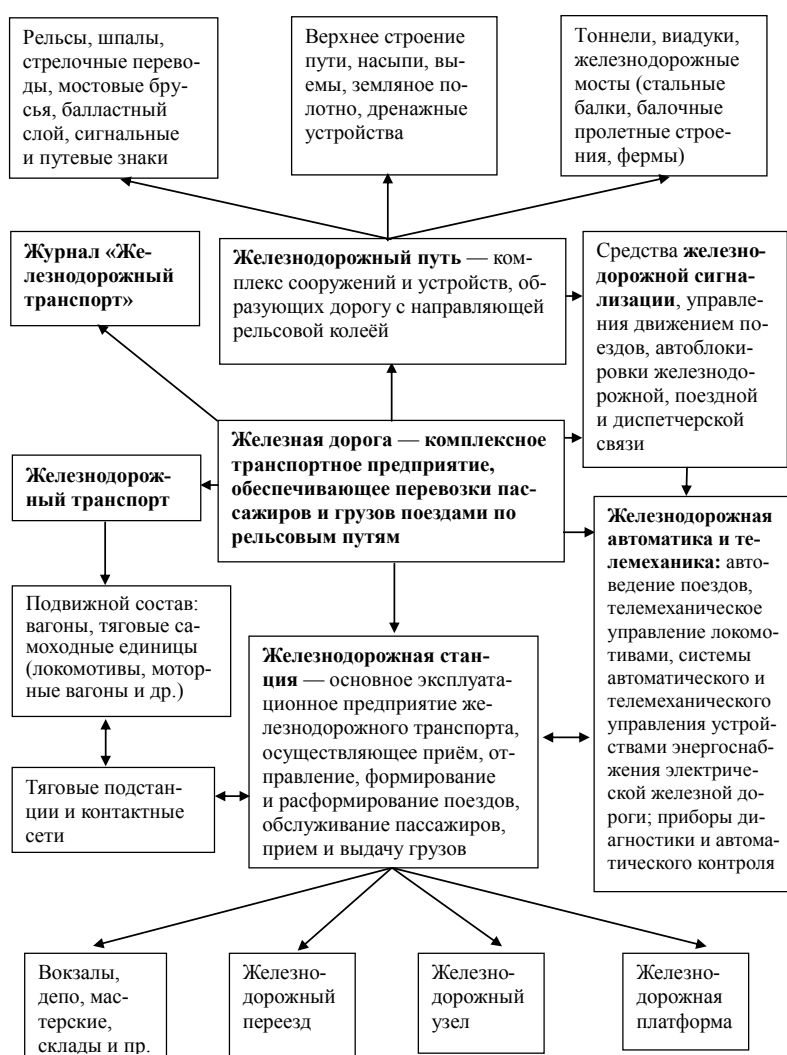 Рельсы, шпалы,
стрелочные перево-
ды, мостовые бру-
сья, балластный
слой, сигнальные
и путевые знаки
Верхнее строение
пути, насыпи, вы-
емы, земляное по-
лотно, дренажные
устройства
Тоннели, виадуки,
железнодорожные
мосты (стальные
балки, балочные
пролетные строе-
ния, фермы)
Журнал «Же-
лезнодорожный
транспорт»
Железнодорожный путь — ком-
плекс сооружений и устройств, об-
разующих дорогу с направляющей
рельсовой колеёй
Средства железно-
дорожной сигна-
лизации, управле-
ния движением по-
ездов, автоблоки-
ровки железнодо-
рожной, поездной
и диспетчерской
связи
Железная дорога — комплексное
транспортное предприятие,
обеспечивающее перевозки пас-
сажиров и грузов поездами по
рельсовым путям
Железнодорож-
ный транспорт
Железнодорожная
автоматика и те-
лемеханика: авто-
ведение поездов,
телемеханическое
управление локомо-
тивами, системы
автоматического и
телемеханического
управления устрой-
ствами энергоснаб-
жения электриче-
ской железной до-
роги; приборы ди-
агностики и автома-
тического контроля
Подвижной состав:
вагоны, тяговые са-
моходные единицы
(локомотивы, мотор-
ные вагоны и др.)
Железнодорожная стан-
ция — основное эксплуата-
ционное предприятие же-
лезнодорожного транспорта,
осуществляющее приём, от-
правление, формирование
и расформирование поездов,
обслуживание пассажиров,
прием и выдачу грузов
Тяговые подстан-
ции и контактные
сети
Вокзалы,
депо, мас-
терские,
склады и пр.
Железно-
дорожный
переезд
Железно-
дорожный
узел
Железно-
дорожная
платформа